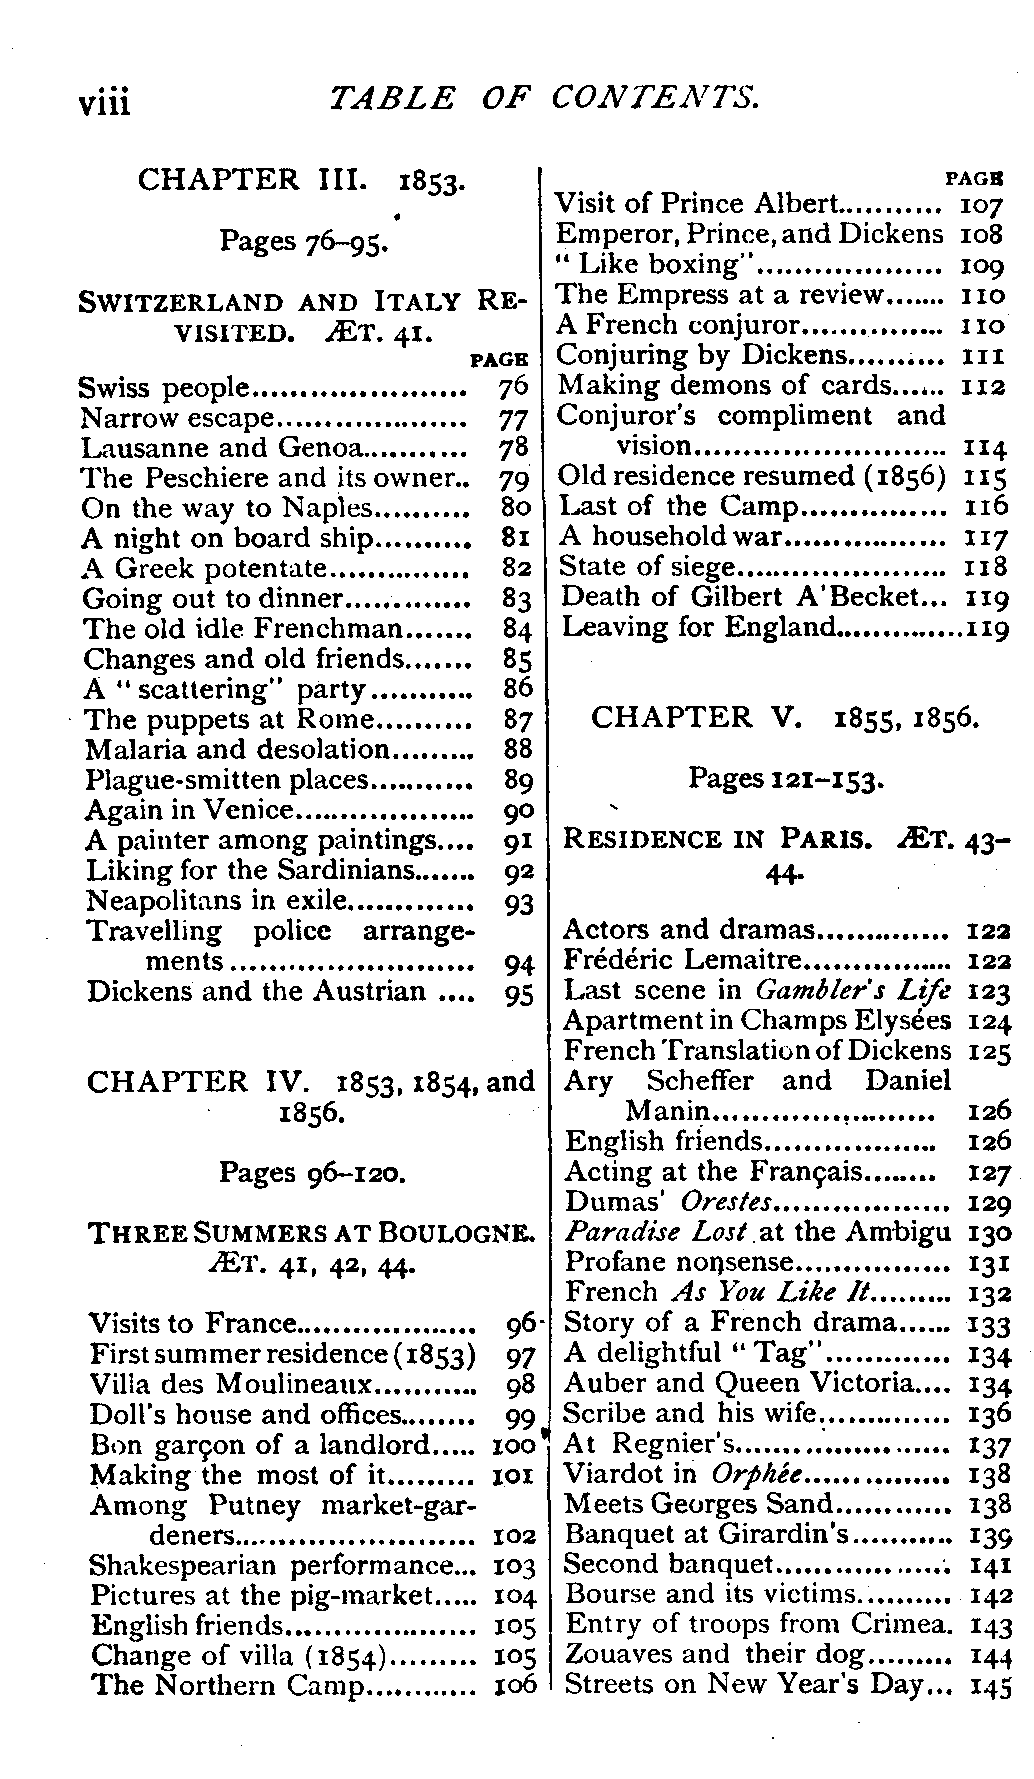 viii
TABLE OF CONTENTS.
CHAPTER III. 1853.
Pages 76–95.
SWITZERLAND AND ITALY RE-
VISITED. ÆT. 41.
PAGE
Swiss people...................... 76
Narrow escape.................... 77
Lausanne and Genoa........... 78
The Peschiere and its owner.. 79
On the way to Naples.......... 80
A night on board ship.......... 81
A Greek potentate............... 82
Going out to dinner............. 83
The old idle Frenchman....... 84
Changes and old friends....... 85
A "scattering" party........... 86
The puppets at Rome.......... 87
Malaria and desolation......... 88
Plague-smitten places........... 89
Again in Venice................... 90
A painter among paintings.... 91
Liking for the Sardinians....... 92
Neapolitans in exile............. 93
Travelling police arrange-
ments......................... 94
Dickens and the Austrian .... 95
CHAPTER IV. 1853, 1854, and
1856.
Pages 96–120.
THREE SUMMERS AT BOULOGNE.
ÆT. 41, 42, 44.
Visits to France................... 96
First summer residence (1853) 97
Villa des Moulineaux........... 98
Doll's house and offices........ 99
Bon garçon of a landlord..... 100
Making the most of it......... 101
Among Putney market-gar-
deners......................... 102
Shakespearian performance... 103
Pictures at the pig-market..... 104
English friends.................... 105
Change of villa (1854)......... 105
The Northern Camp............ 106
PAGE
Visit of Prince Albert........... 107
Emperor, Prince, and Dickens 108
"Like boxing"................... 109
The Empress at a review....... 110
A French conjuror............... 110
Conjuring by Dickens.......... 111
Making demons of cards...... 112
Conjuror's compliment and
vision.......................... 114
Old residence resumed (1856) 115
Last of the Camp............... 116
A household war................. 117
State of siege...................... 118
Death of Gilbert A'Becket... 119
Leaving for England.............119
CHAPTER V. 1855, 1856.
Pages 121–153.
RESIDENCE IN PARIS. ÆT. 43–
44.
Actors and dramas.............. 122
Frédéric Lemaitre................ 122
Last scene in Gambler's Life 123
Apartment in Champs Elysées 124
French Translation of Dickens 125
Ary Scheffer and Daniel
Manin....................... 126
English friends.................. 126
Acting at the Français........ 127
Dumas' Orestes.................. 129
Paradise Lost at the Ambigu 130
Profane nonsense................ 131
French As You Like It......... 132
Story of a French drama...... 133
A delightful "Tag"............. 134
Auber and Queen Victoria.... 134
Scribe and his wife.............. 136
At Regnier's...................... 137
Viardot in Orphée............... 138
Meets Georges Sand............ 138
Banquet at Girardin's........... 139
Second banquet.................. 141
Bourse and its victims.......... 142
Entry of troops from Crimea. 143
Zouaves and their dog......... 144
Streets on New Year's Day... 145